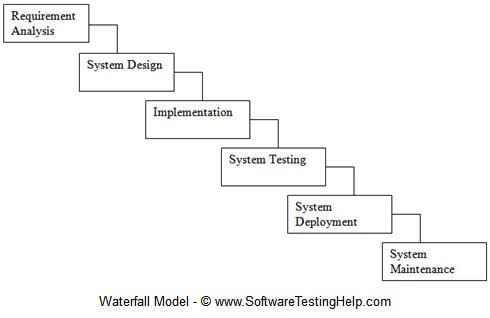 Requirement
Analysis
System Design
Implementation
System Testing
System
Deployment
System
Maintenance
Waterfall Model - © www.SoftwareTestingHelp.com